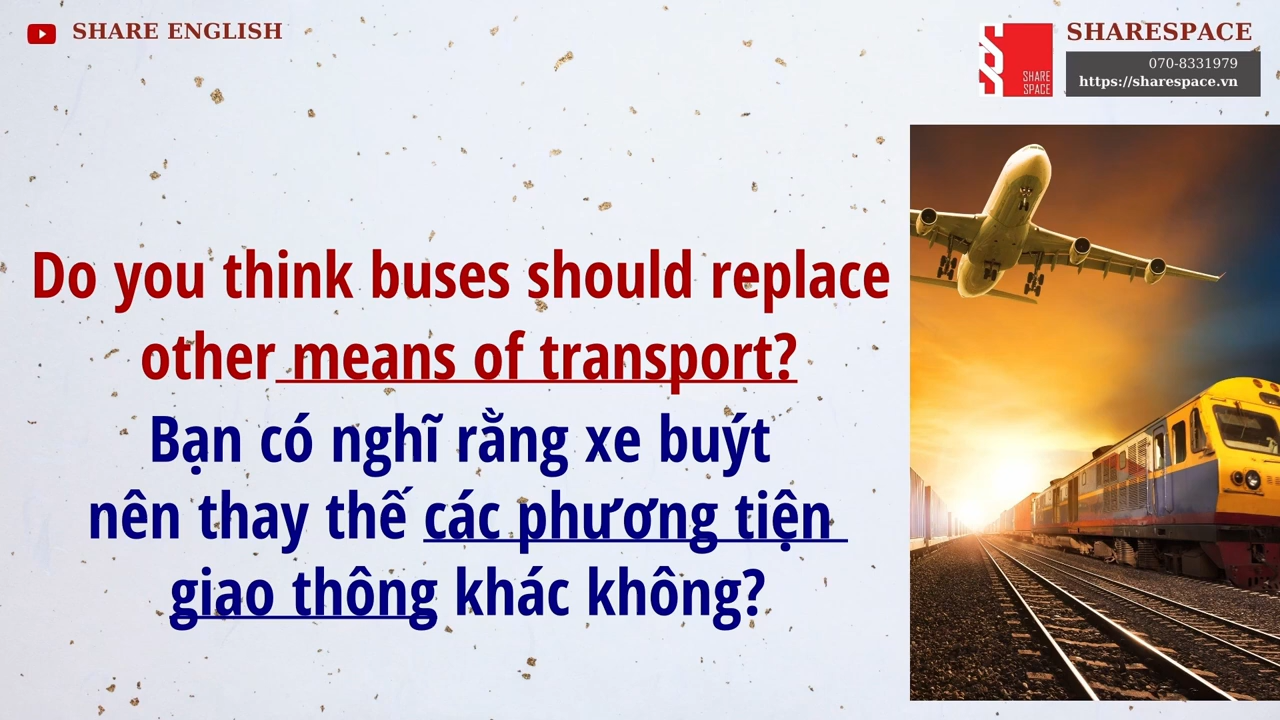 SHARE ENGLISH
SHARESPACE
070-8331979
https://sharespace.vn
SHARE
SPACE
Do you think buses should replace
other means of transport?
Bạn có nghĩ rằng xe buýt
nên thay thế các phương tiện
giao thông khác không?